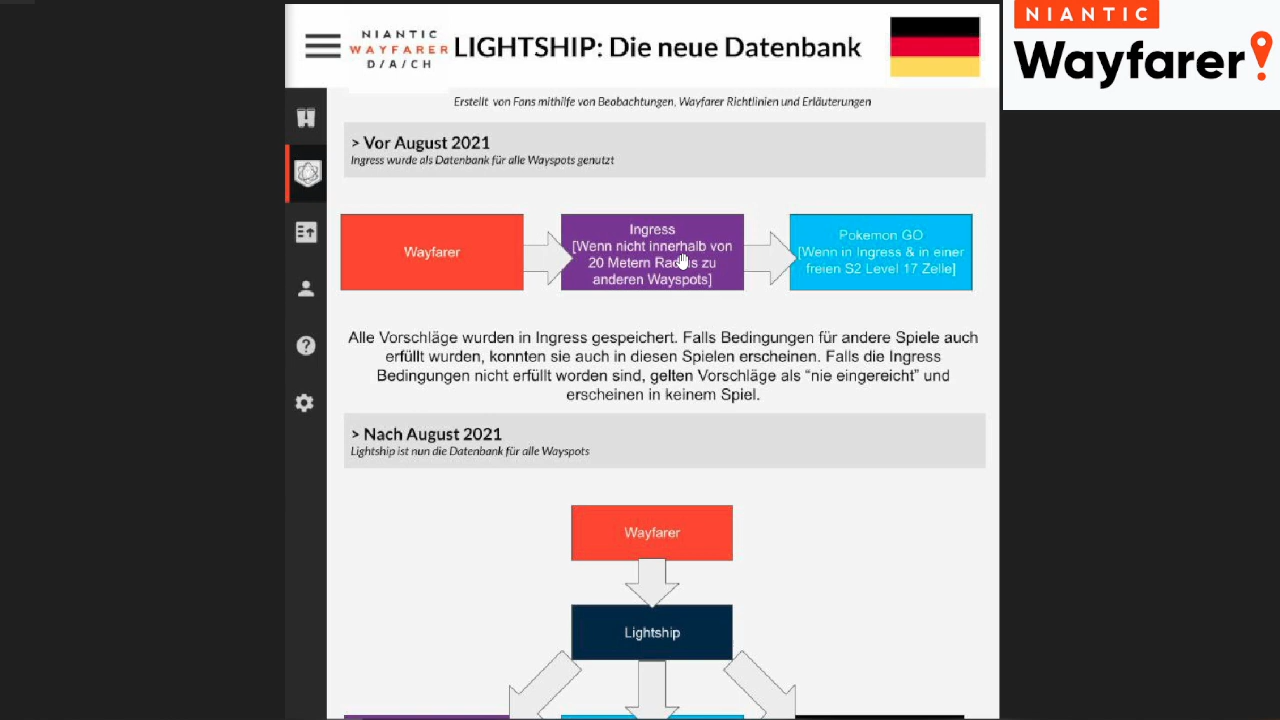 NIANTIC
WAYFARER
D/A/CH
LIGHTSHIP: Die neue Datenbank
NIANTIC
Wayfarer
Erstellt von Fans mithilfe von Beobachtungen, Wayfarer Richtlinien und Erläuterungen
> Vor August 2021
Ingress wurde als Datenbank für alle Wayspots genutzt
Wayfarer
Ingress
[Wenn nicht innerhalb von
20 Metern Radius zu
anderen Wayspots]
Pokemon GO
[Wenn in Ingress & in einer
freien S2 Level 17 Zelle]
Alle Vorschläge wurden in Ingress gespeichert. Falls Bedingungen für andere Spiele auch
erfüllt wurden, konnten sie auch in diesen Spielen erscheinen. Falls die Ingress
Bedingungen nicht erfüllt worden sind, gelten Vorschläge als “nie eingereicht” und
erscheinen in keinem Spiel.
> Nach August 2021
Lightship ist nun die Datenbank für alle Wayspots
Wayfarer
Lightship